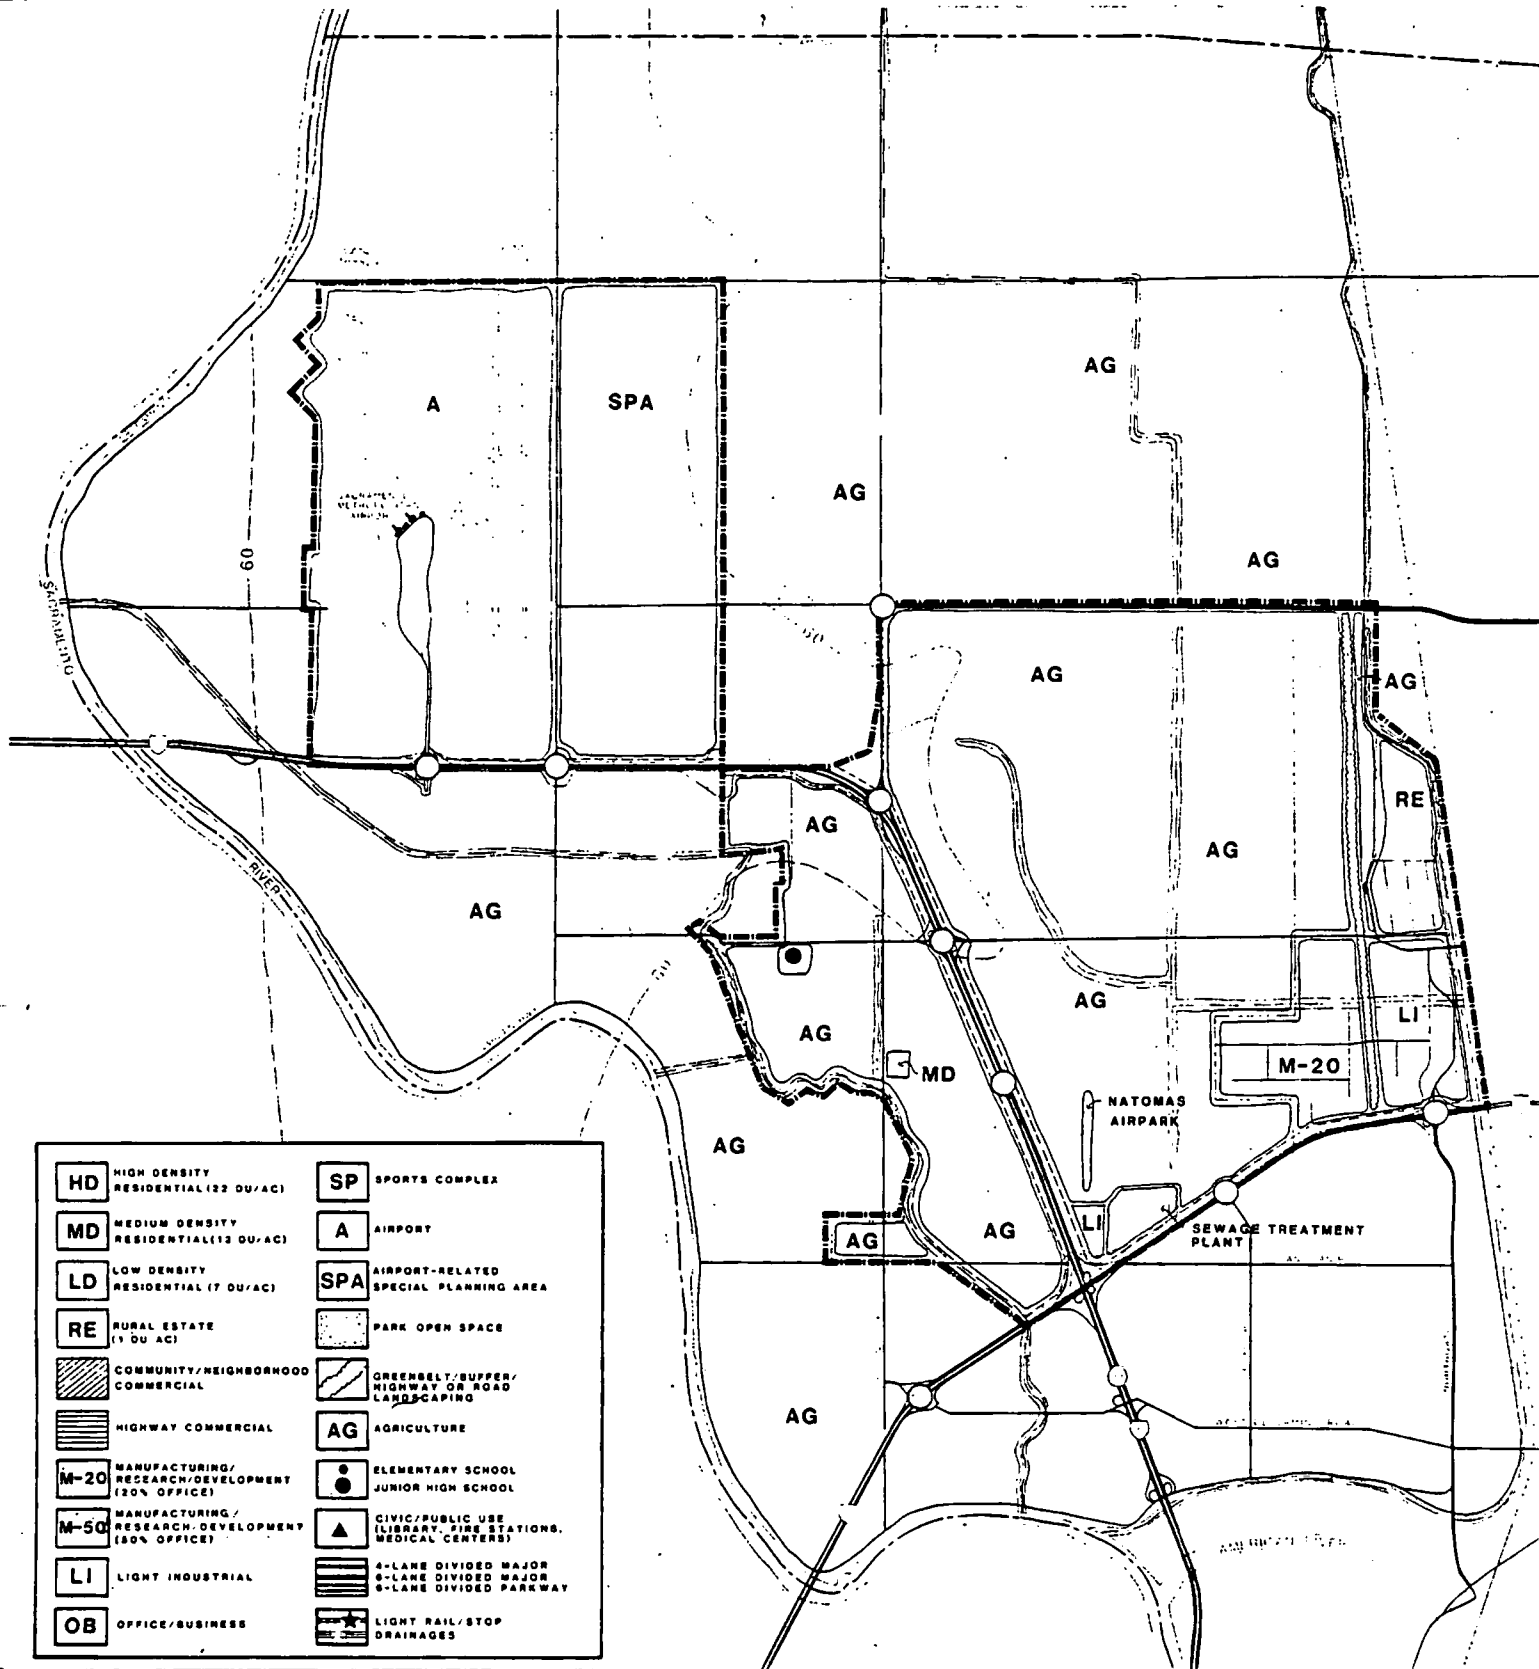 AG
A
SPA
AG
AG
60
SACRAMENTO
60
AG
AG
RE
AG
AG
RIVER
AG
60
AG
LI
AG
M-20
MD
NATOMAS
AIRPARK
AG
LI
AG
SEWAGE TREATMENT
PLANT
AG
AG
AMERICAN RIVER
HD HIGH DENSITY
RESIDENTIAL (22 DU/AC)
MD MEDIUM DENSITY
RESIDENTIAL (12 DU/AC)
LD LOW DENSITY
RESIDENTIAL (7 DU/AC)
RE RURAL ESTATE
(1 DU AC)
COMMUNITY/NEIGHBORHOOD
COMMERCIAL
HIGHWAY COMMERCIAL
M-20 MANUFACTURING/
RESEARCH/DEVELOPMENT
(20% OFFICE)
M-50 MANUFACTURING/
RESEARCH/DEVELOPMENT
(50% OFFICE)
LI LIGHT INDUSTRIAL
OB OFFICE/BUSINESS
SP SPORTS COMPLEX
A AIRPORT
SPA AIRPORT-RELATED
SPECIAL PLANNING AREA
PARK OPEN SPACE
GREENBELT/BUFFER/
HIGHWAY OR ROAD
LANDSCAPING
AG AGRICULTURE
ELEMENTARY SCHOOL
JUNIOR HIGH SCHOOL
CIVIC/PUBLIC USE
(LIBRARY, FIRE STATIONS,
MEDICAL CENTERS)
4-LANE DIVIDED MAJOR
6-LANE DIVIDED MAJOR
6-LANE DIVIDED PARKWAY
LIGHT RAIL/STOP
DRAINAGES